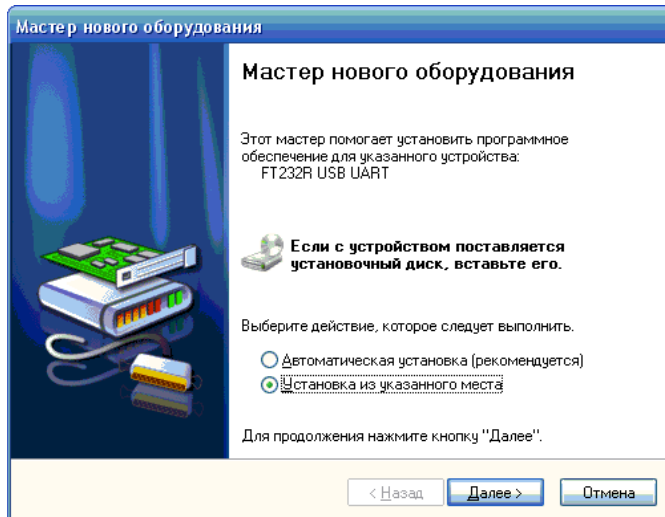 Мастер нового оборудования
Мастер нового оборудования
Этот мастер помогает установить программное
обеспечение для указанного устройства:
FT232R USB UART
Если с устройством поставляется
установочный диск, вставьте его.
Выберите действие, которое следует выполнить.
Автоматическая установка (рекомендуется)
Установка из указанного места
Для продолжения нажмите кнопку "Далее".
< Назад Далее > Отмена